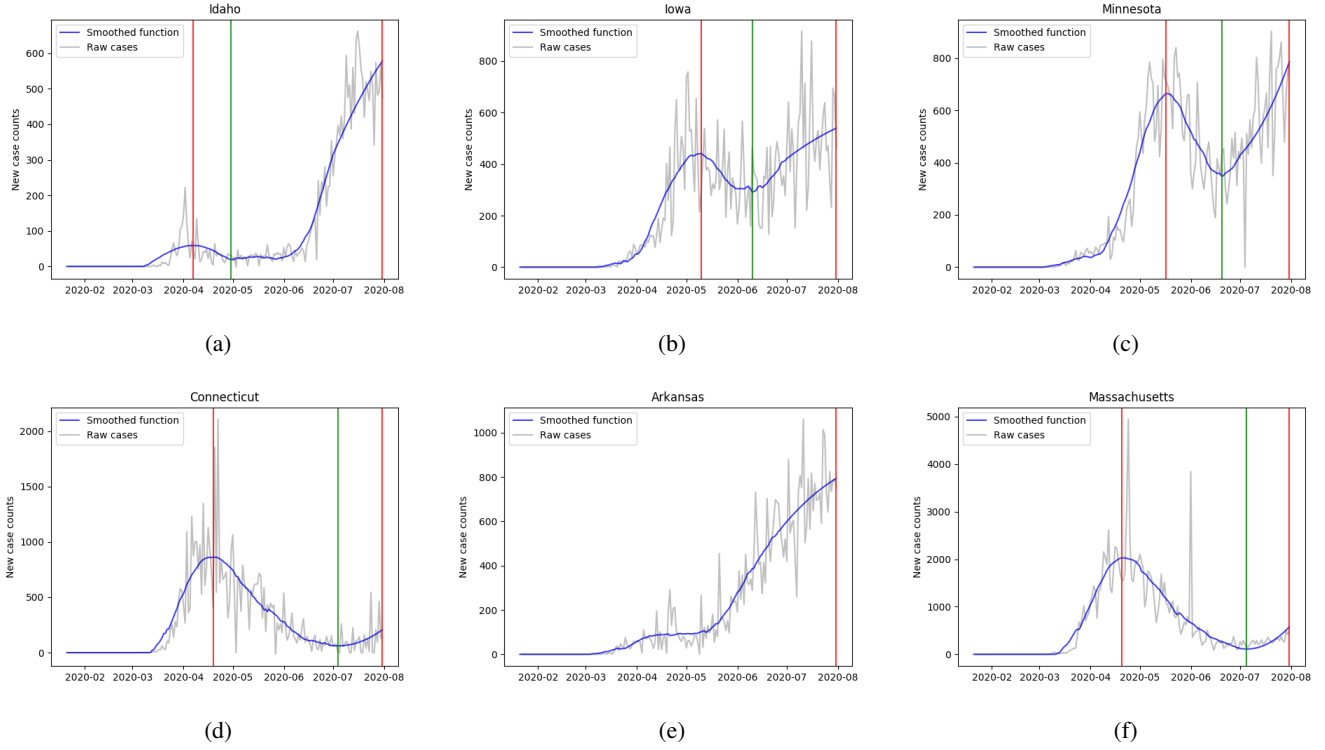 Idaho
Smoothed function
Raw cases
New case counts
600
500
400
300
200
100
0
2020-02 2020-03 2020-04 2020-05 2020-06 2020-07 2020-08
(a)
Iowa
Smoothed function
Raw cases
New case counts
800
600
400
200
0
2020-02 2020-03 2020-04 2020-05 2020-06 2020-07 2020-08
(b)
Minnesota
Smoothed function
Raw cases
New case counts
800
600
400
200
0
2020-02 2020-03 2020-04 2020-05 2020-06 2020-07 2020-08
(c)
Connecticut
Smoothed function
Raw cases
New case counts
2000
1500
1000
500
0
2020-02 2020-03 2020-04 2020-05 2020-06 2020-07 2020-08
(d)
Arkansas
Smoothed function
Raw cases
New case counts
1000
800
600
400
200
0
2020-02 2020-03 2020-04 2020-05 2020-06 2020-07 2020-08
(e)
Massachusetts
Smoothed function
Raw cases
New case counts
5000
4000
3000
2000
1000
0
2020-02 2020-03 2020-04 2020-05 2020-06 2020-07 2020-08
(f)